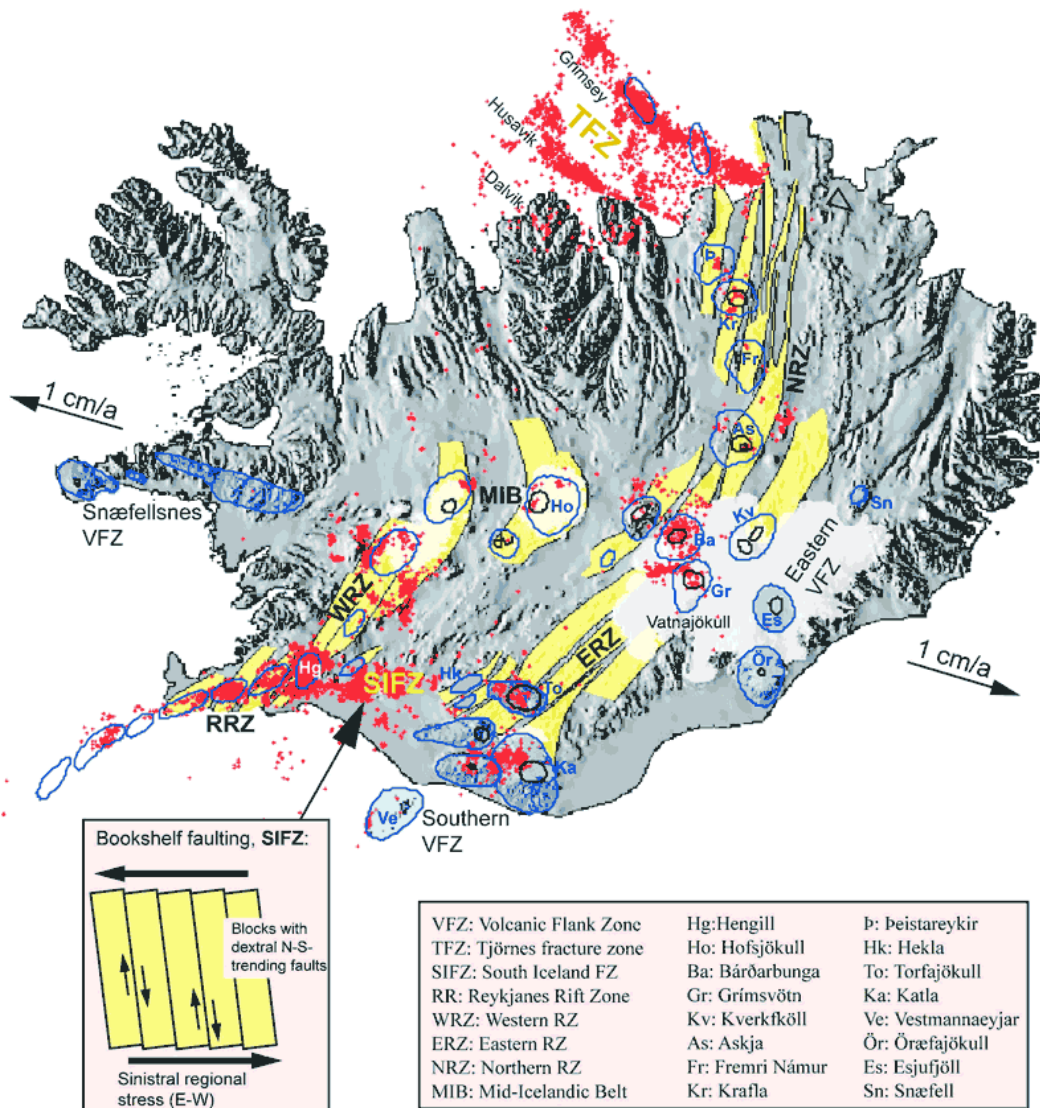 Grimsey
TFZ
Husavik
Dalvik
Þ
Kr
Fr
NRZ
1 cm/a
As
MIB
Ho
Kv
Sn
Snæfellsnes
VFZ
Ba
Eastern
VFZ
WRZ
Gr
Vatnajökull
Es
ERZ
Hg
SIFZ
Hk
To
Ör
1 cm/a
RRZ
Ka
Ve
Southern
VFZ
Bookshelf faulting, SIFZ:
Blocks with
dextral N-S-
trending faults
Sinistral regional
stress (E-W)
VFZ: Volcanic Flank Zone
TFZ: Tjörnes fracture zone
SIFZ: South Iceland FZ
RR: Reykjanes Rift Zone
WRZ: Western RZ
ERZ: Eastern RZ
NRZ: Northern RZ
MIB: Mid-Icelandic Belt
Hg:Hengill
Ho: Hofsjökull
Ba: Bárðarbunga
Gr: Grímsvötn
Kv: Kverkfköll
As: Askja
Fr: Fremri Námur
Kr: Krafla
Þ: Þeistareykir
Hk: Hekla
To: Torfajökull
Ka: Katla
Ve: Vestmannaeyjar
Ör: Öræfajökull
Es: Esjufjöll
Sn: Snæfell